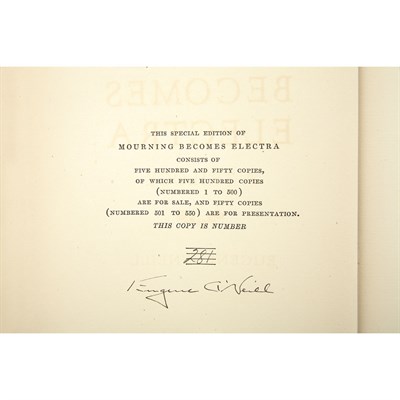 BECOMES
ELECTRA
THIS SPECIAL EDITION OF
MOURNING BECOMES ELECTRA
CONSISTS OF
FIVE HUNDRED AND FIFTY COPIES,
OF WHICH FIVE HUNDRED COPIES
(NUMBERED 1 TO 500)
ARE FOR SALE, AND FIFTY COPIES
(NUMBERED 501 TO 550) ARE FOR PRESENTATION.
THIS COPY IS NUMBER
281
Eugene O'Neill